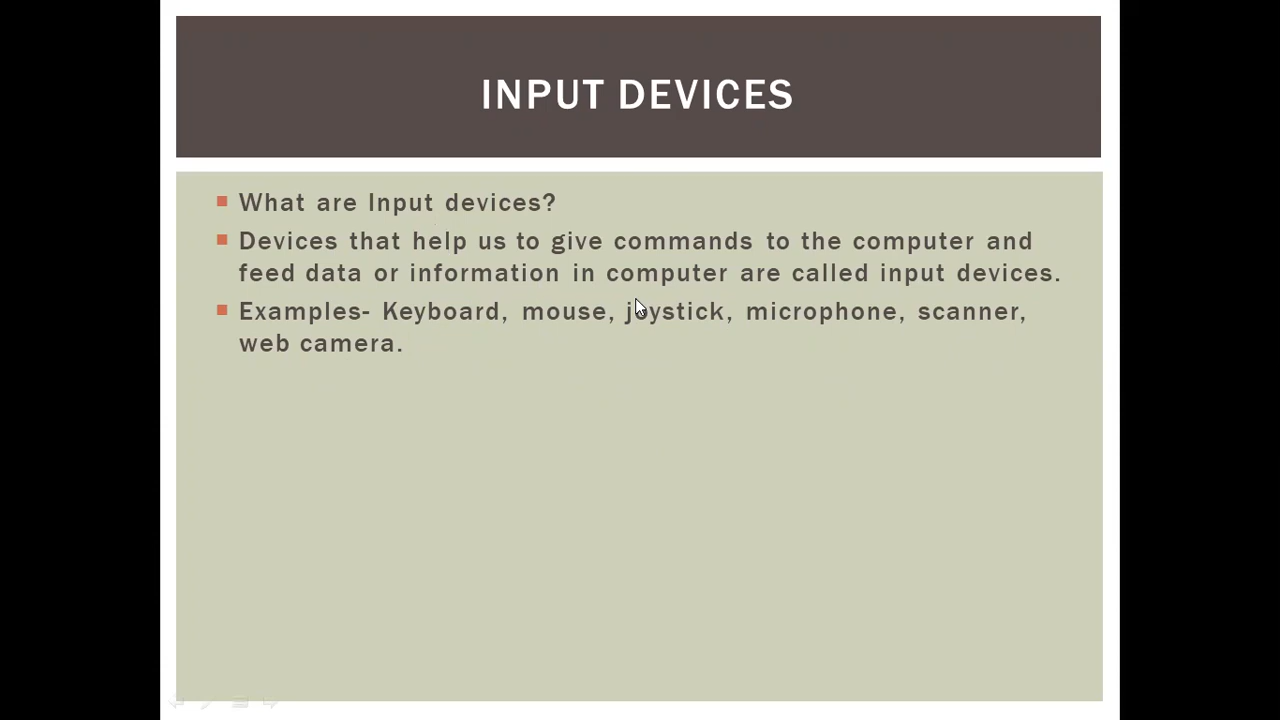 INPUT DEVICES
What are Input devices?
Devices that help us to give commands to the computer and
feed data or information in computer are called input devices.
Examples- Keyboard, mouse, joystick, microphone, scanner,
web camera.